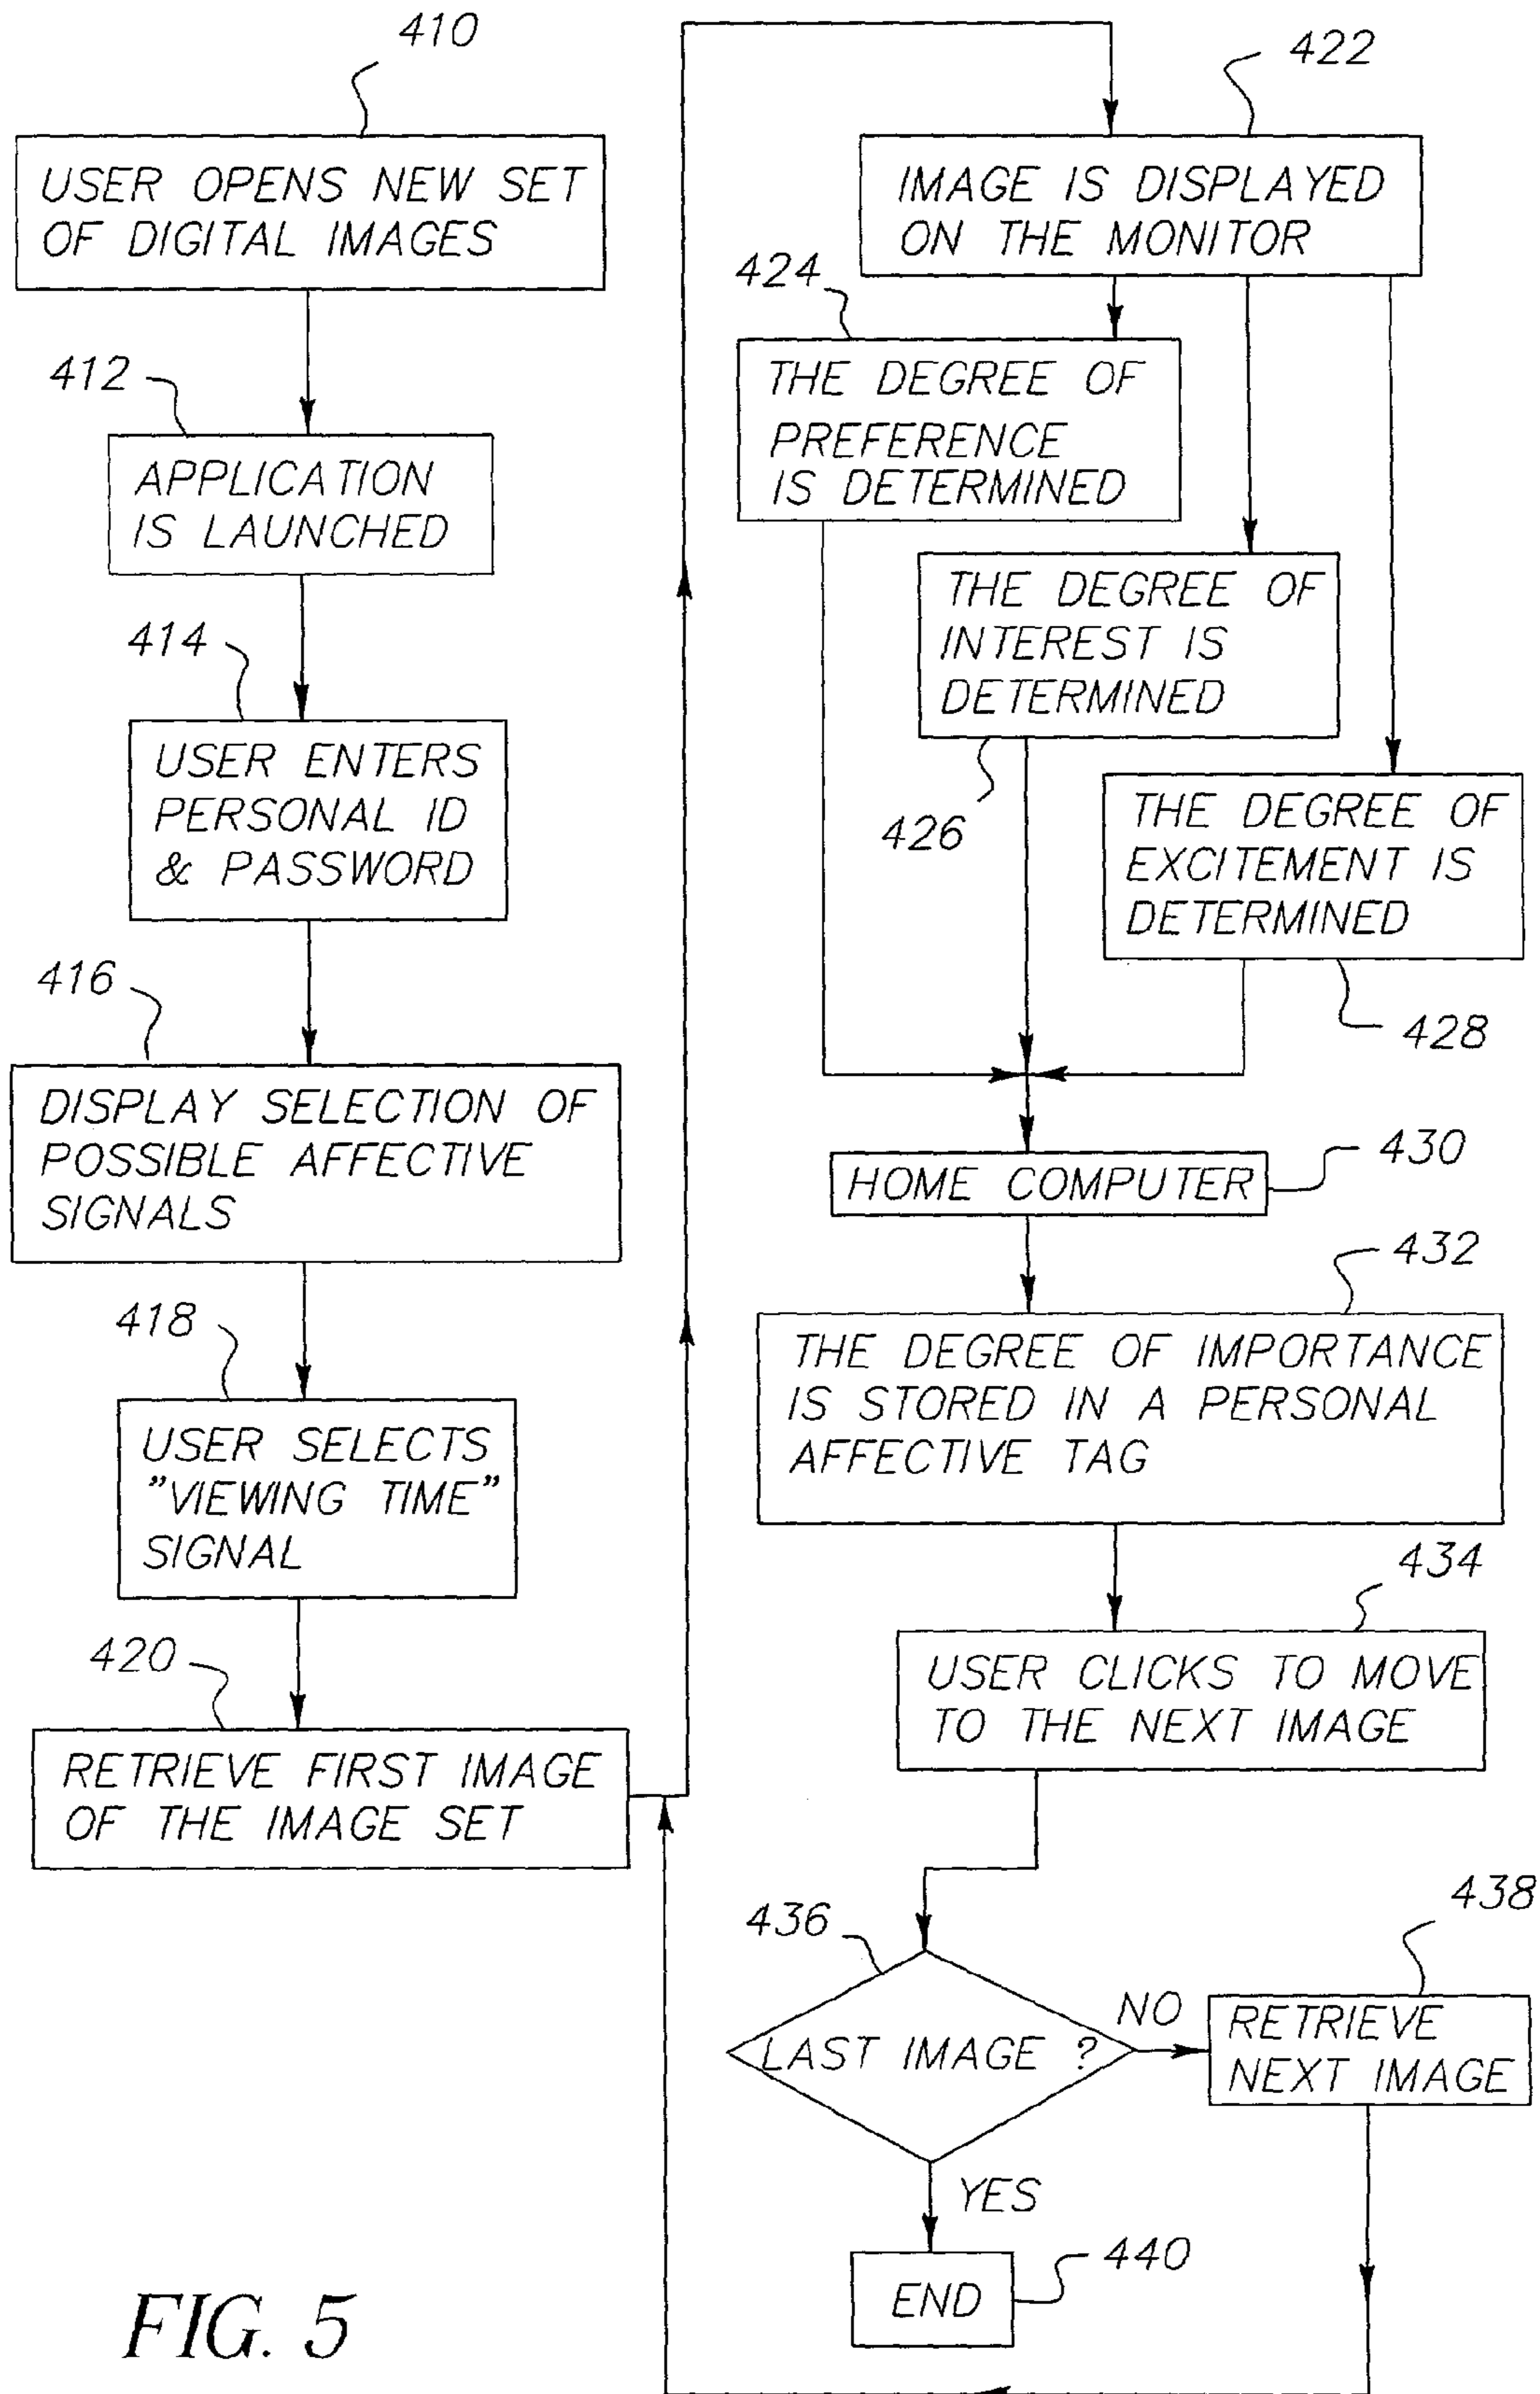 410
USER OPENS NEW SET
OF DIGITAL IMAGES
412
APPLICATION
IS LAUNCHED
414
USER ENTERS
PERSONAL ID
& PASSWORD
416
DISPLAY SELECTION OF
POSSIBLE AFFECTIVE
SIGNALS
418
USER SELECTS
"VIEWING TIME"
SIGNAL
420
RETRIEVE FIRST IMAGE
OF THE IMAGE SET
422
IMAGE IS DISPLAYED
ON THE MONITOR
424
THE DEGREE OF
PREFERENCE
IS DETERMINED
THE DEGREE OF
INTEREST IS
DETERMINED
426
THE DEGREE OF
EXCITEMENT IS
DETERMINED
428
HOME COMPUTER
430
432
THE DEGREE OF IMPORTANCE
IS STORED IN A PERSONAL
AFFECTIVE TAG
434
USER CLICKS TO MOVE
TO THE NEXT IMAGE
436
LAST IMAGE ?
NO
438
RETRIEVE
NEXT IMAGE
YES
440
END
FIG. 5